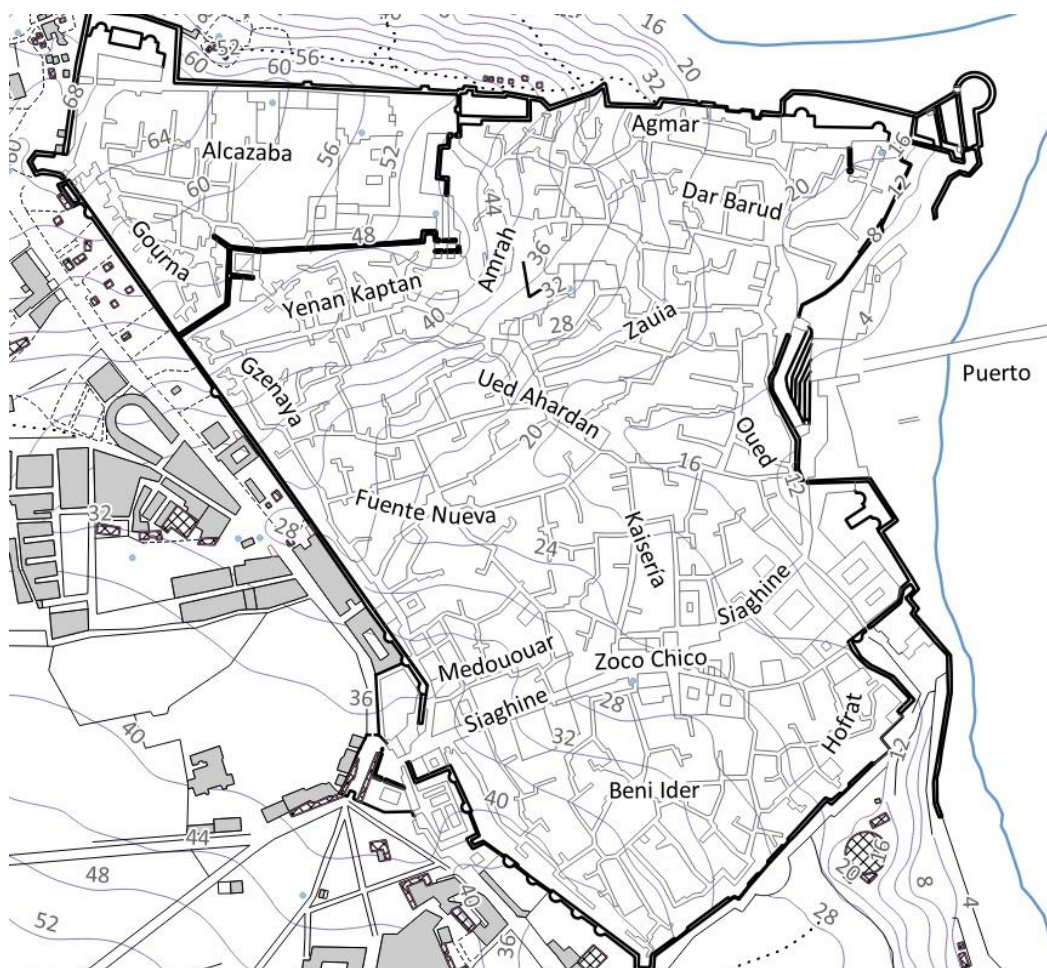 16
20
52
56
60
60
32
68
Agmar
16
64
Alcazaba
56
52
12
60
Dar Barud
20
44
Gourna
48
Amrah
36
8
Yenan Kaptan
32
40
28
Zauia
4
Puerto
Gzenaya
Ued Ahardan
20
Oued
16
12
32
28
Fuente Nueva
24
Kaisería
Siaghine
Medououar
Zoco Chico
36
Siaghine
28
40
32
Hofrat
12
Beni Ider
40
44
16
20
48
40
8
4
28
52
36